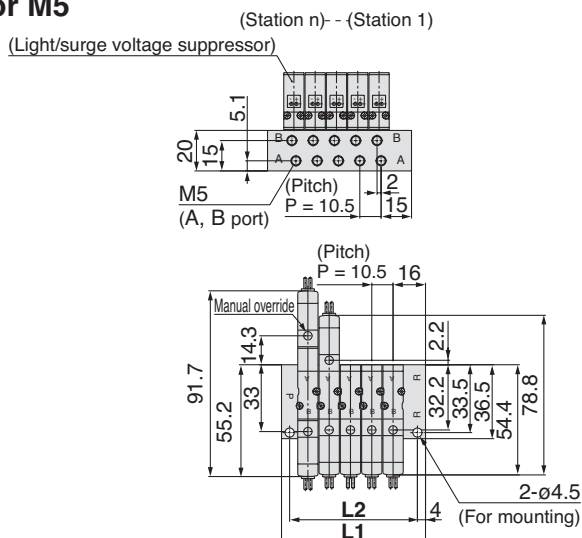 or M5
(Station n)- - (Station 1)
(Light/surge voltage suppressor)
5.1
20
15
B
B
A
A
M5
(A, B port)
(Pitch)
P = 10.5
2
15
(Pitch)
P = 10.5
16
Manual override
14.3
2.2
91.7
55.2
33
P
R
R
B
B
B
B
B
32.2
33.5
36.5
54.4
78.8
2-ø4.5
(For mounting)
L2
4
L1